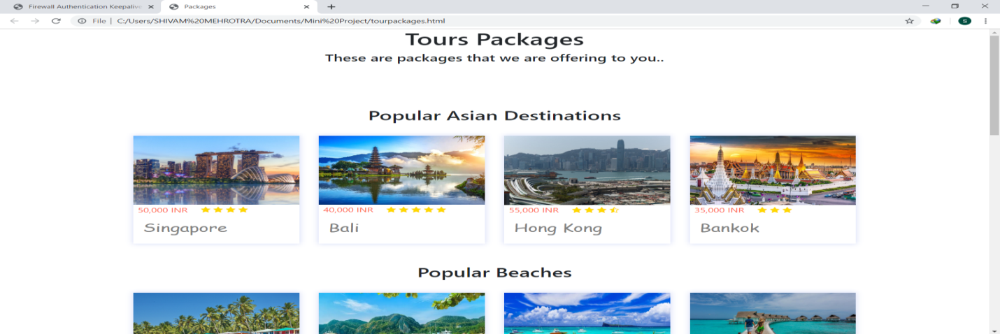 Firewall Authentication Keepalive
Packages
File | C:/Users/SHIVAM%20MEHROTRA/Documents/Mini%20Project/tourpackages.html
S
Tours Packages
These are packages that we are offering to you..
Popular Asian Destinations
50,000 INR
Singapore
40,000 INR
Bali
55,000 INR
Hong Kong
35,000 INR
Bankok
Popular Beaches